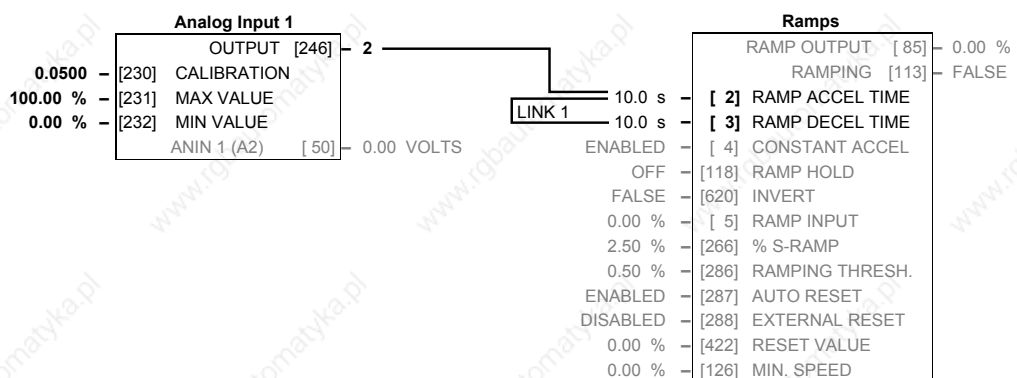 Analog Input 1
OUTPUT [246] – 2
0.0500 – [230] CALIBRATION
100.00 % – [231] MAX VALUE
0.00 % – [232] MIN VALUE
ANIN 1 (A2) [ 50] – 0.00 VOLTS
LINK 1
Ramps
RAMP OUTPUT [ 85] – 0.00 %
RAMPING [113] – FALSE
10.0 s – [ 2] RAMP ACCEL TIME
10.0 s – [ 3] RAMP DECEL TIME
ENABLED – [ 4] CONSTANT ACCEL
OFF – [118] RAMP HOLD
FALSE – [620] INVERT
0.00 % – [ 5] RAMP INPUT
2.50 % – [266] % S-RAMP
0.50 % – [286] RAMPING THRESH.
ENABLED – [287] AUTO RESET
DISABLED – [288] EXTERNAL RESET
0.00 % – [422] RESET VALUE
0.00 % – [126] MIN. SPEED
www.rgbautomatyka.pl